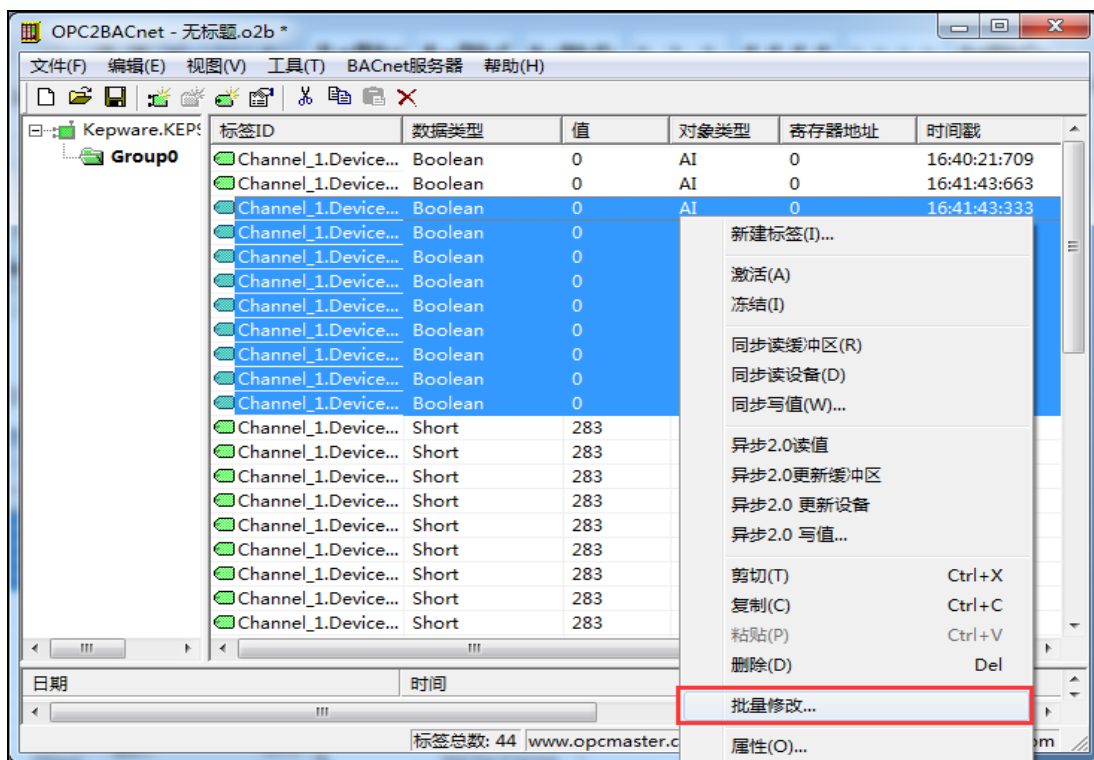 OPC2BACnet - 无标题.o2b *
文件(F) 编辑(E) 视图(V) 工具(T) BACnet服务器 帮助(H)
Kepware.KEPS
Group0
标签ID 数据类型 值 对象类型 寄存器地址 时间戳
Channel_1.Device... Boolean 0 AI 0 16:40:21:709
Channel_1.Device... Boolean 0 AI 0 16:41:43:663
Channel_1.Device... Boolean 0 AI 0 16:41:43:333
Channel_1.Device... Boolean 0
Channel_1.Device... Boolean 0
Channel_1.Device... Boolean 0
Channel_1.Device... Boolean 0
Channel_1.Device... Boolean 0
Channel_1.Device... Boolean 0
Channel_1.Device... Boolean 0
Channel_1.Device... Boolean 0
Channel_1.Device... Short 283
Channel_1.Device... Short 283
Channel_1.Device... Short 283
Channel_1.Device... Short 283
Channel_1.Device... Short 283
Channel_1.Device... Short 283
Channel_1.Device... Short 283
Channel_1.Device... Short 283
Channel_1.Device... Short 283
新建标签(I)...
激活(A)
冻结(I)
同步读缓冲区(R)
同步读设备(D)
同步写值(W)...
异步2.0读值
异步2.0更新缓冲区
异步2.0 更新设备
异步2.0 写值...
剪切(T) Ctrl+X
复制(C) Ctrl+C
粘贴(P) Ctrl+V
删除(D) Del
批量修改...
属性(O)...
日期 时间
标签总数: 44 www.opcmaster.c